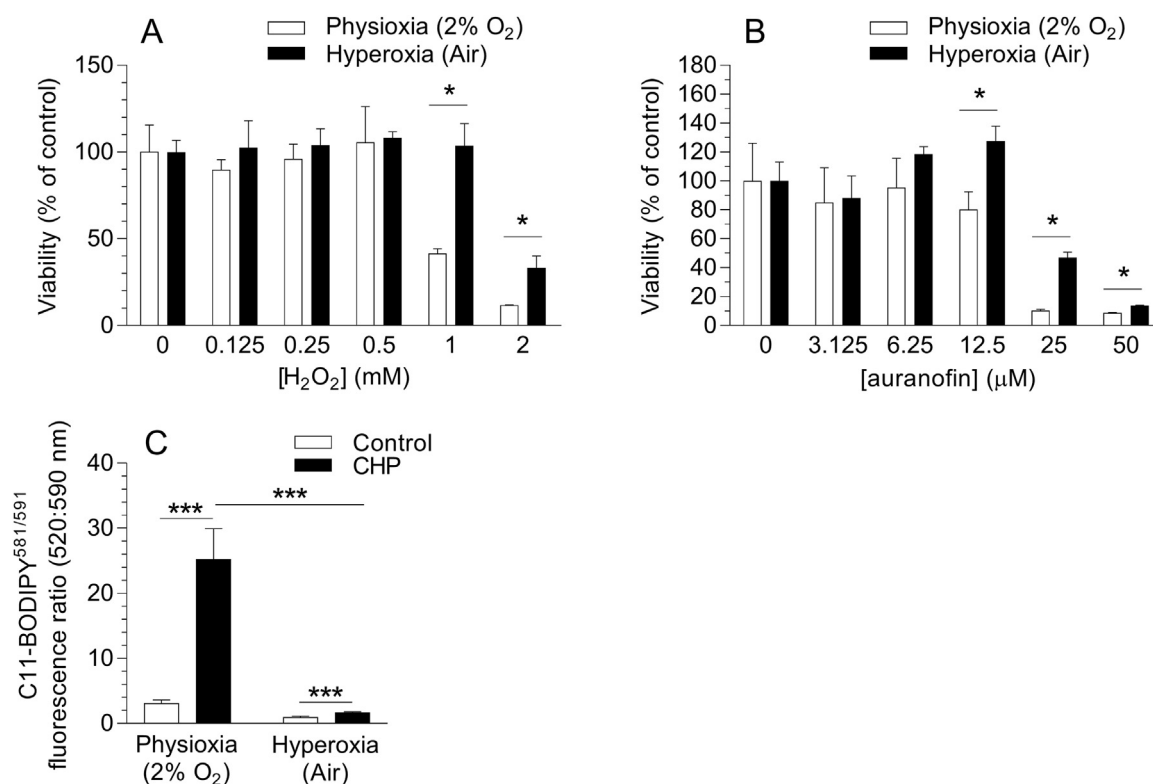 A
Physioxia (2% O₂)
Hyperoxia (Air)
150
100
50
0
Viability (% of control)
*
*
0 0.125 0.25 0.5 1 2
[H₂O₂] (mM)
B
Physioxia (2% O₂)
Hyperoxia (Air)
180
160
140
120
100
80
60
40
20
0
Viability (% of control)
*
*
*
0 3.125 6.25 12.5 25 50
[auranofin] (μM)
C
Control
CHP
40
30
20
10
0
C11-BODIPY⁵⁸¹/⁵⁹¹
fluorescence ratio (520:590 nm)
***
***
***
Physioxia
(2% O₂)
Hyperoxia
(Air)